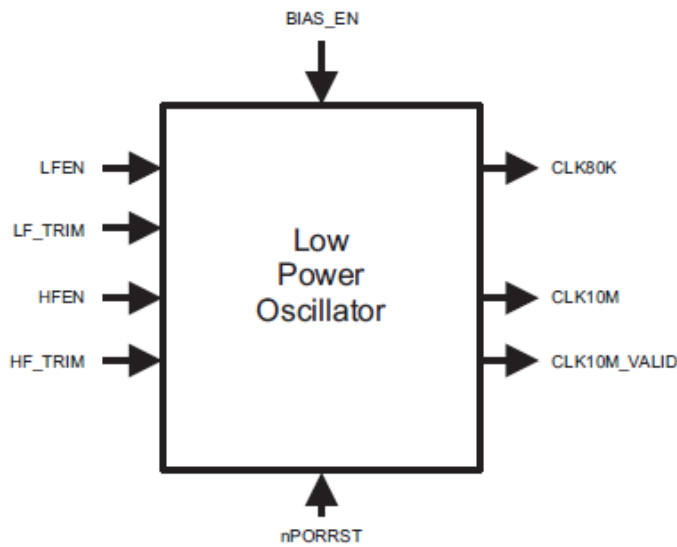 BIAS_EN
LFEN
CLK80K
LF_TRIM
Low
Power
Oscillator
HFEN
CLK10M
HF_TRIM
CLK10M_VALID
nPORRST